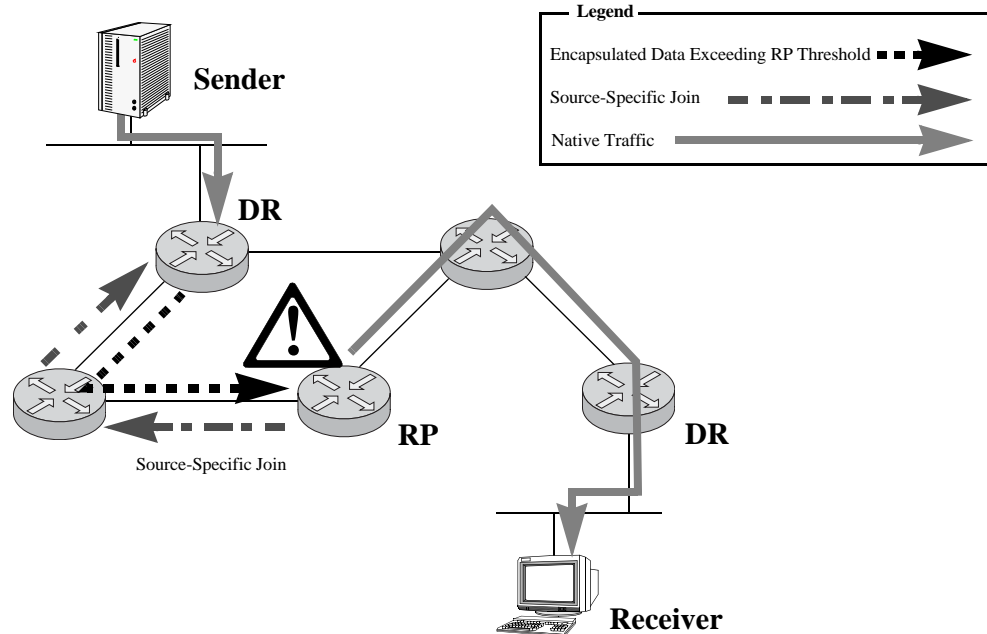 Legend
Encapsulated Data Exceeding RP Threshold
Source-Specific Join
Native Traffic
Sender
DR
RP
DR
Source-Specific Join
Receiver